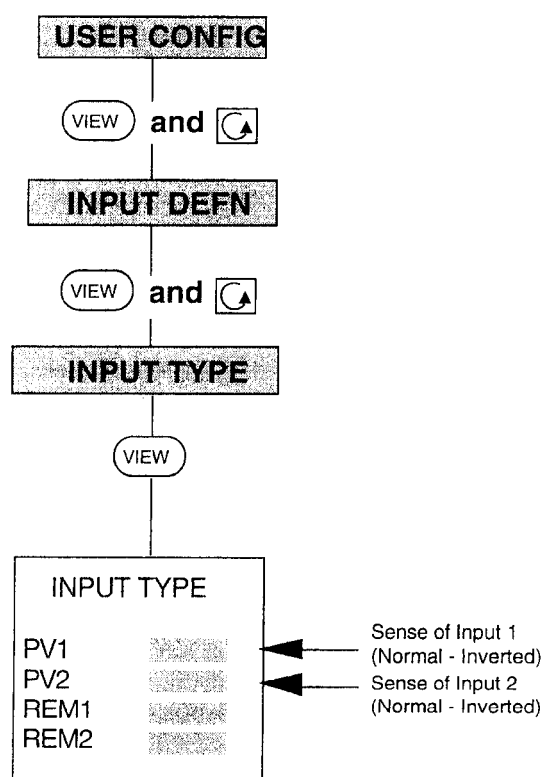 USER CONFIG
VIEW and
INPUT DEFN
VIEW and
INPUT TYPE
VIEW
INPUT TYPE
PV1
PV2
REM1
REM2
Sense of Input 1
(Normal - Inverted)
Sense of Input 2
(Normal - Inverted)